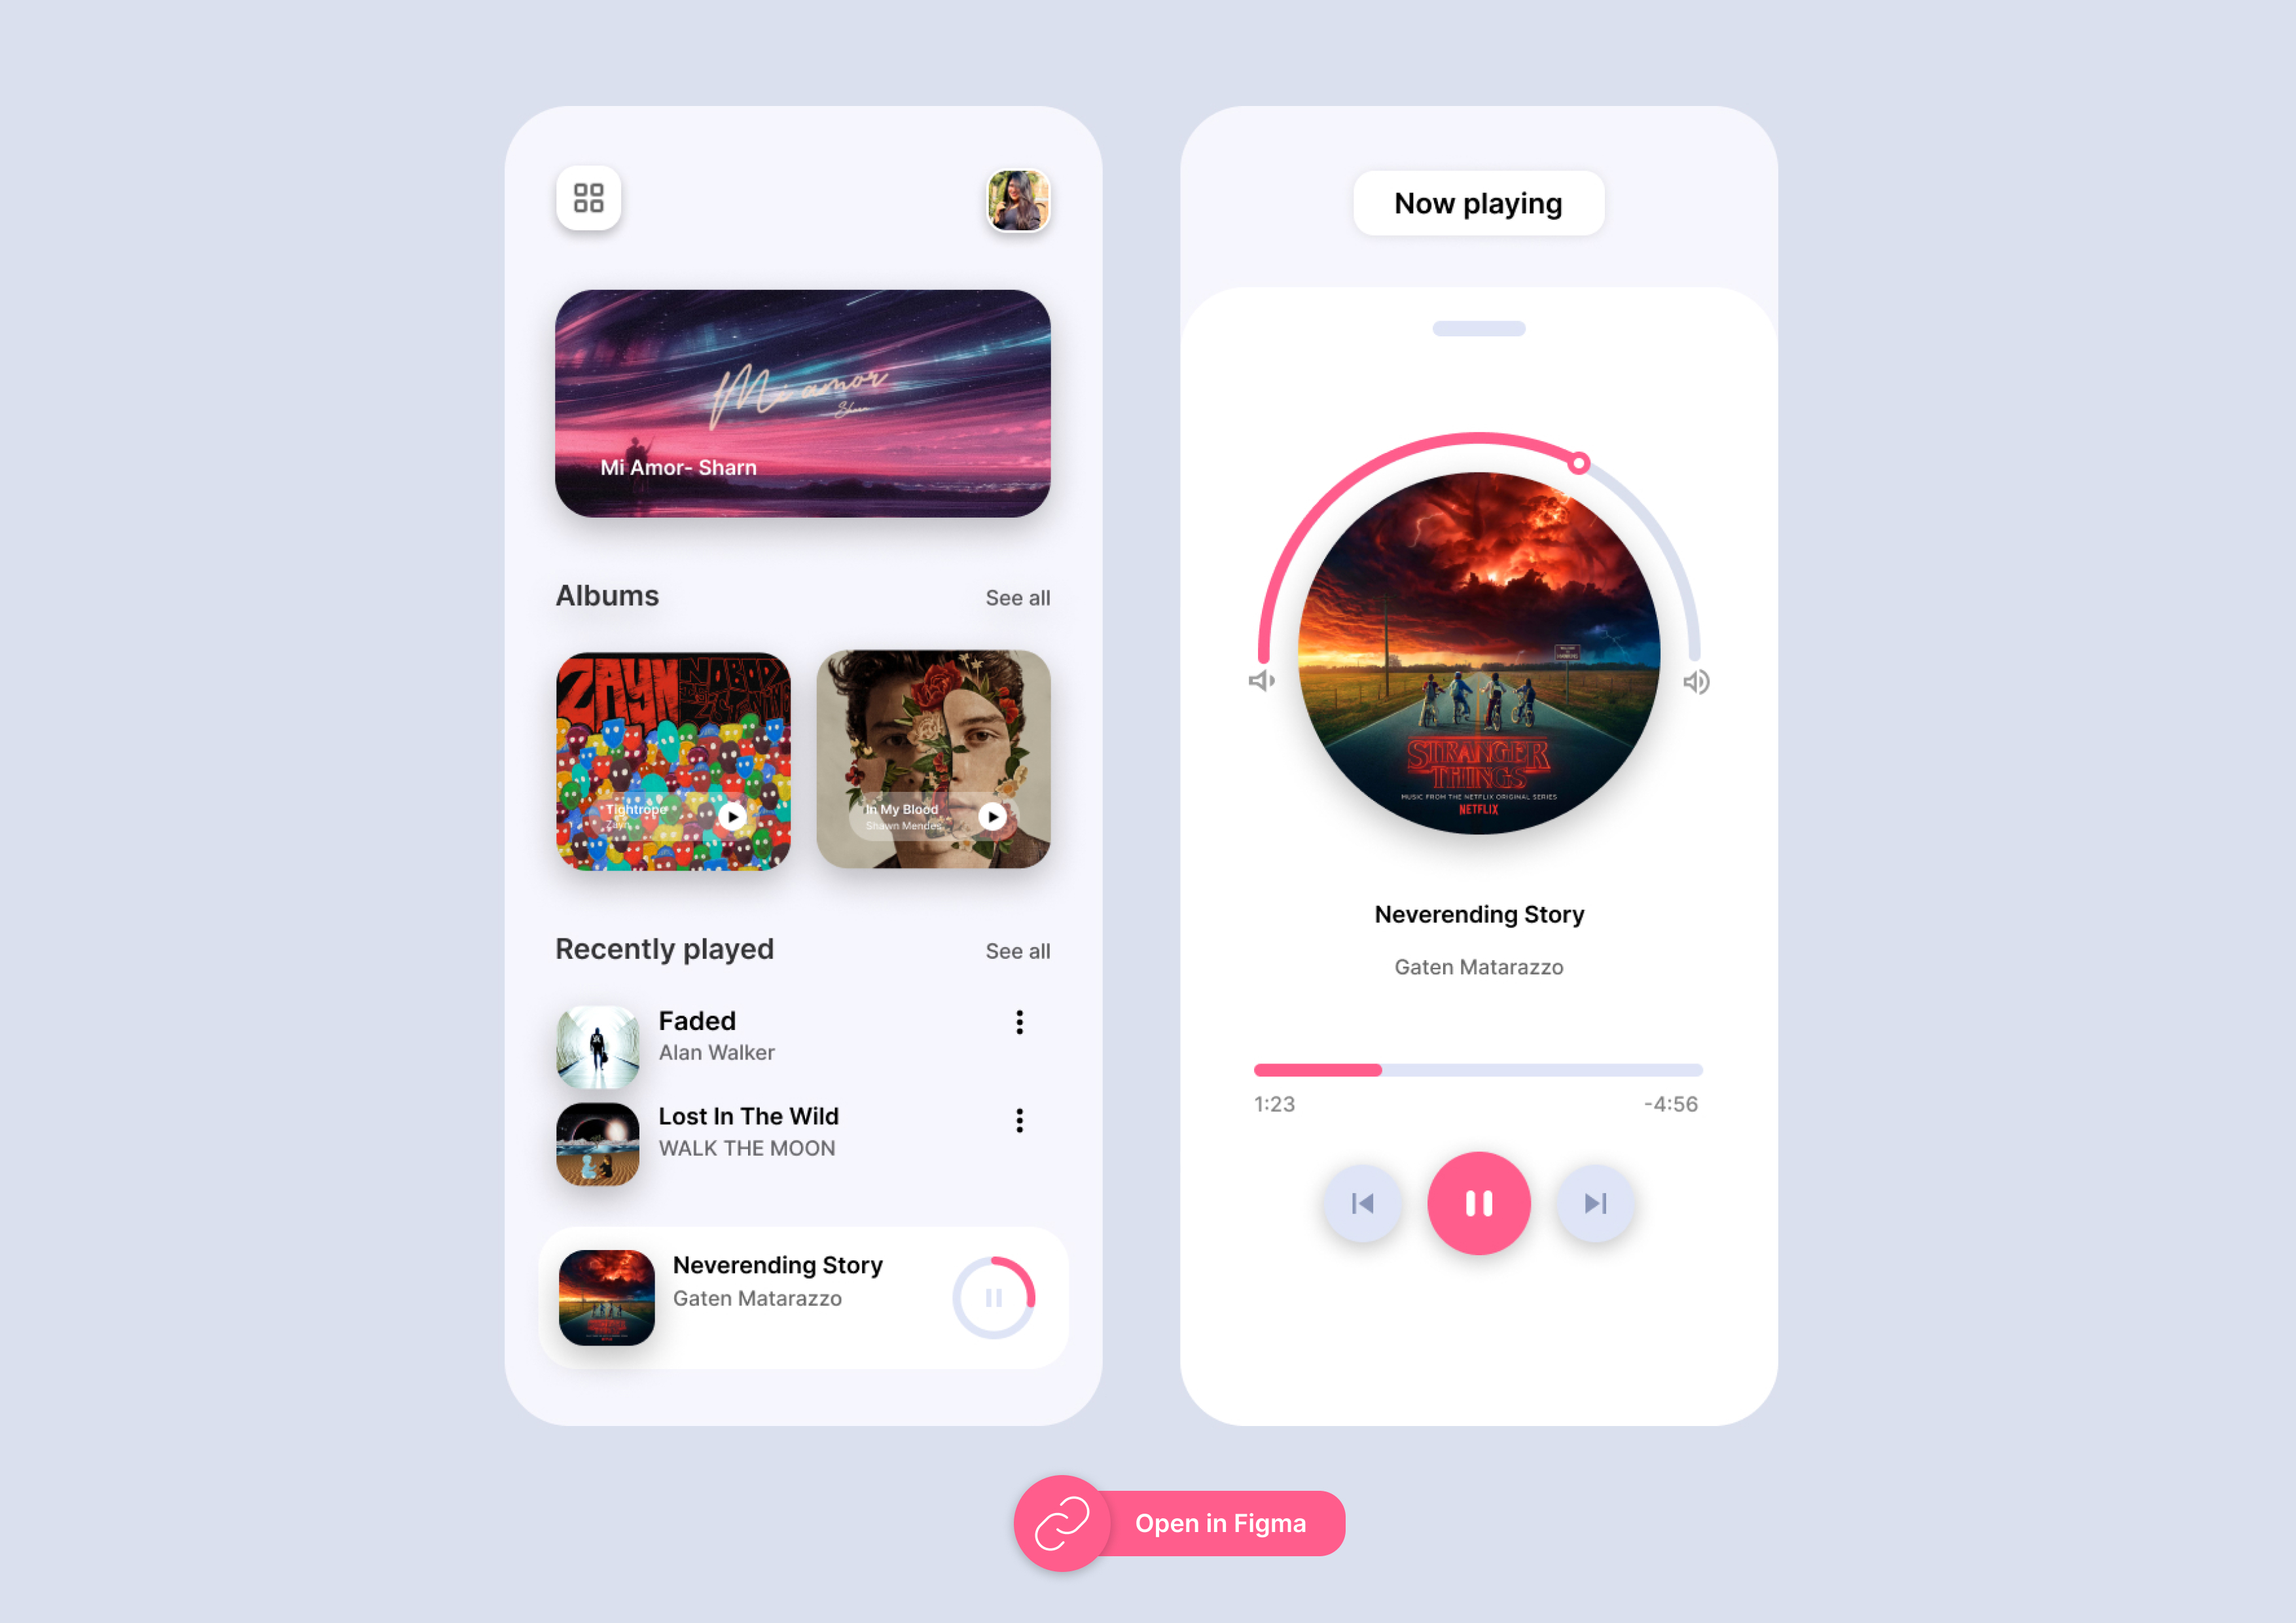 Mi amor
Sharn
Mi Amor- Sharn
Albums
See all
ZAYN NOBODY
IS LISTENING
Tightrope
Zayn
In My Blood
Shawn Mendes
Recently played
See all
Faded
Alan Walker
Lost In The Wild
WALK THE MOON
Neverending Story
Gaten Matarazzo
Now playing
STRANGER
THINGS
MUSIC FROM THE NETFLIX ORIGINAL SERIES
NETFLIX
Neverending Story
Gaten Matarazzo
1:23
-4:56
Open in Figma